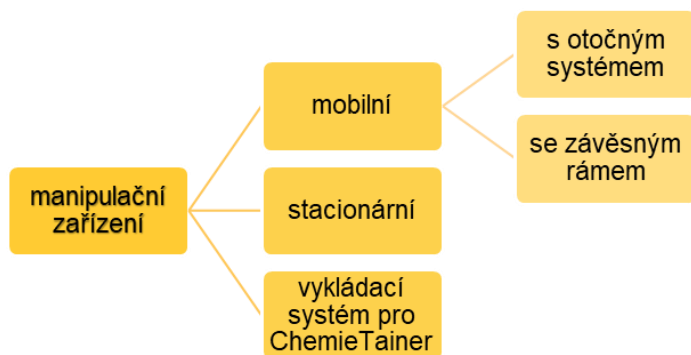 manipulační
zařízení
mobilní
s otočným
systémem
se závěsným
rámem
stacionární
vykládací
systém pro
ChemieTainer